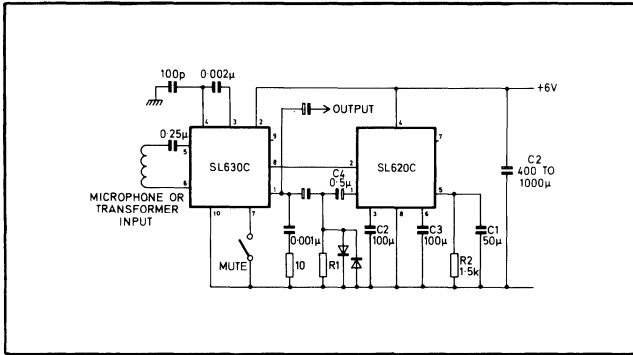 100p 0·002µ
+6V
OUTPUT
4 3 2 4
0·25µ
9 7
5
SL630C 8 2 SL620C
C4
0·5µ
C2
400 TO
1000µ
6 1 1 5
MICROPHONE OR
TRANSFORMER
INPUT
10 7 3 8 6
0·001µ
C2
100µ
C3
100µ
C1
50µ
MUTE
10 R1
R2
1·5k